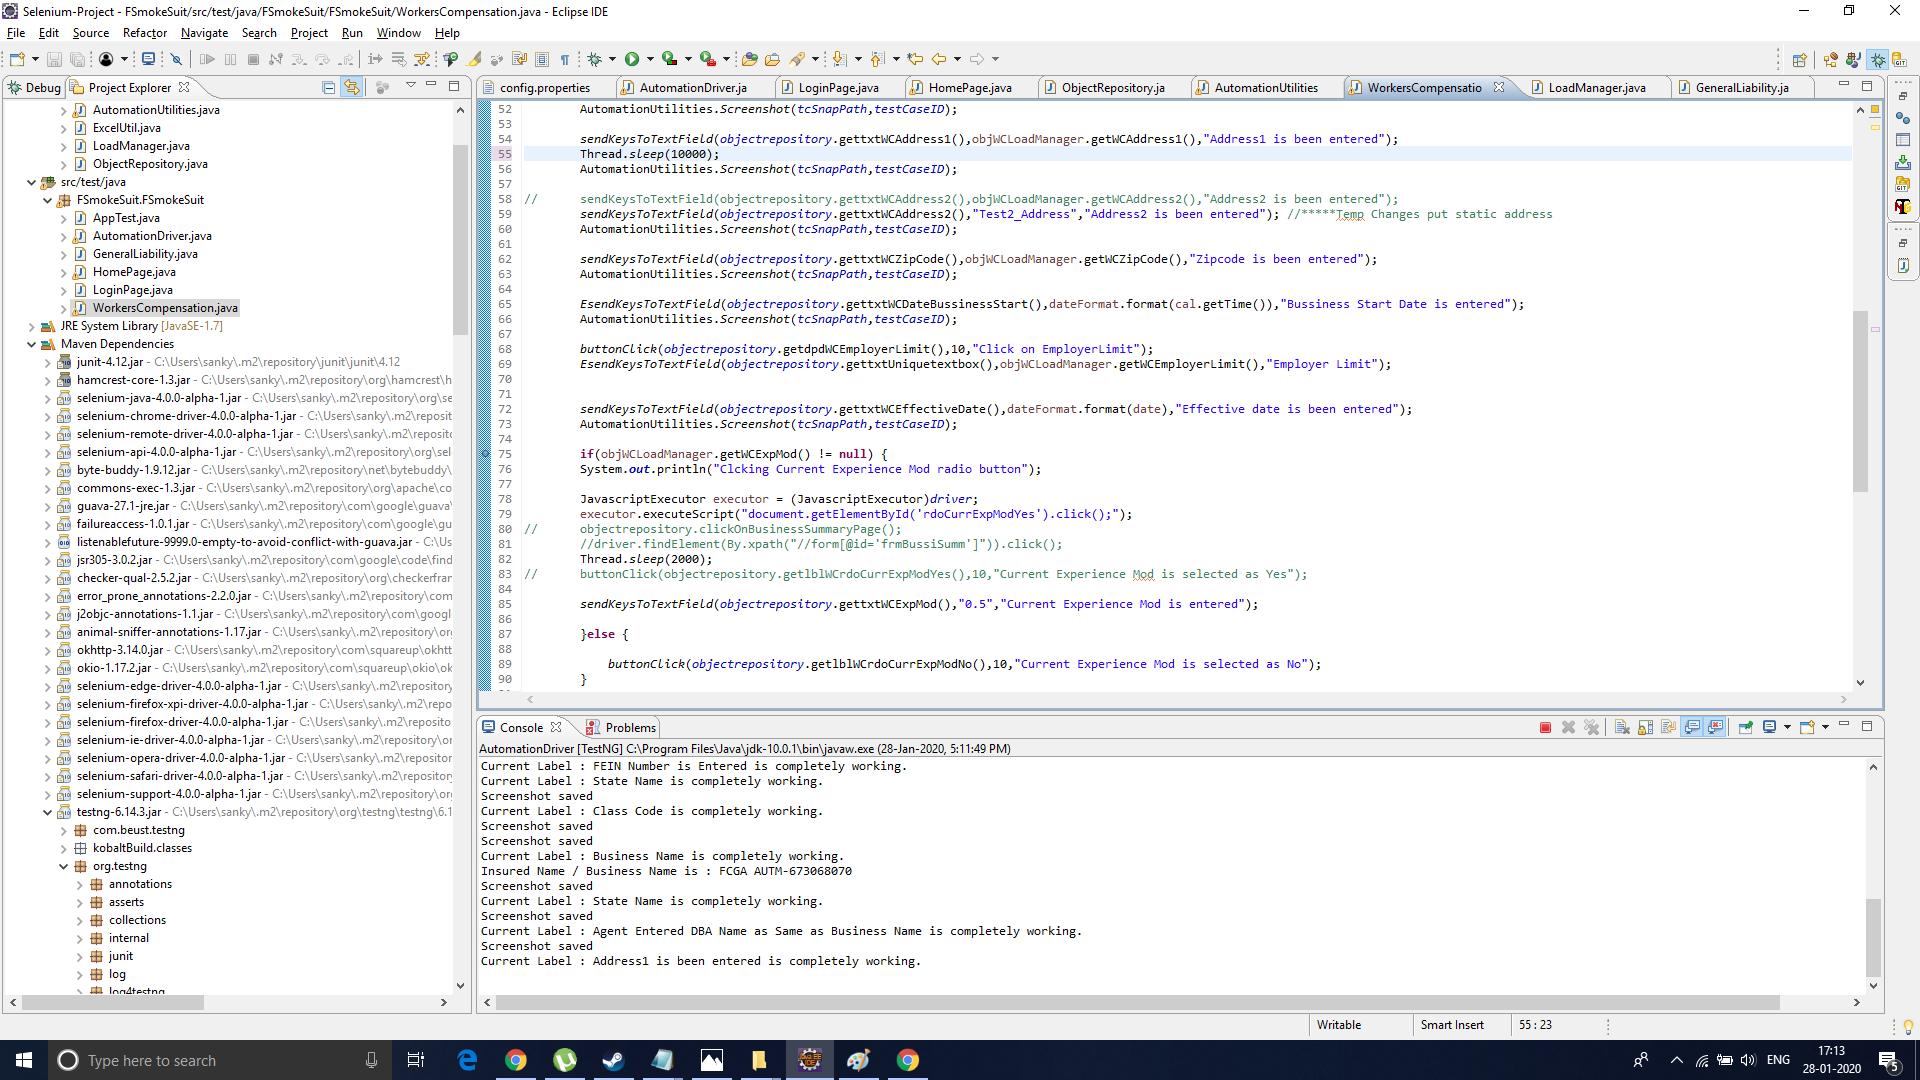 Selenium-Project - FSmokeSuit/src/test/java/FSmokeSuit/FSmokeSuit/WorkersCompensation.java - Eclipse IDE
File Edit Source Refactor Navigate Search Project Run Window Help
Debug Project Explorer
AutomationUtilities.java
ExcelUtil.java
LoadManager.java
ObjectRepository.java
src/test/java
FSmokeSuit.FSmokeSuit
AppTest.java
AutomationDriver.java
GeneralLiability.java
HomePage.java
LoginPage.java
WorkersCompensation.java
JRE System Library [JavaSE-1.7]
Maven Dependencies
junit-4.12.jar - C:\Users\sanky\.m2\repository\junit\junit\4.12
hamcrest-core-1.3.jar - C:\Users\sanky\.m2\repository\org\hamcrest\h
selenium-java-4.0.0-alpha-1.jar - C:\Users\sanky\.m2\repository\org\se
selenium-chrome-driver-4.0.0-alpha-1.jar - C:\Users\sanky\.m2\reposit
selenium-remote-driver-4.0.0-alpha-1.jar - C:\Users\sanky\.m2\reposito
selenium-api-4.0.0-alpha-1.jar - C:\Users\sanky\.m2\repository\org\sel
byte-buddy-1.9.12.jar - C:\Users\sanky\.m2\repository\net\bytebuddy\
commons-exec-1.3.jar - C:\Users\sanky\.m2\repository\org\apache\co
guava-27.1-jre.jar - C:\Users\sanky\.m2\repository\com\google\guava\
failureaccess-1.0.1.jar - C:\Users\sanky\.m2\repository\com\google\gu
listenablefuture-9999.0-empty-to-avoid-conflict-with-guava.jar - C:\User
jsr305-3.0.2.jar - C:\Users\sanky\.m2\repository\com\google\code\find
checker-qual-2.5.2.jar - C:\Users\sanky\.m2\repository\org\checkerfran
error_prone_annotations-2.2.0.jar - C:\Users\sanky\.m2\repository\com
j2objc-annotations-1.1.jar - C:\Users\sanky\.m2\repository\com\googl
animal-sniffer-annotations-1.17.jar - C:\Users\sanky\.m2\repository\or
okhttp-3.14.0.jar - C:\Users\sanky\.m2\repository\com\squareup\okht
okio-1.17.2.jar - C:\Users\sanky\.m2\repository\com\squareup\okio\ok
selenium-edge-driver-4.0.0-alpha-1.jar - C:\Users\sanky\.m2\repository
selenium-firefox-xpi-driver-4.0.0-alpha-1.jar - C:\Users\sanky\.m2\repo
selenium-firefox-driver-4.0.0-alpha-1.jar - C:\Users\sanky\.m2\reposito
selenium-ie-driver-4.0.0-alpha-1.jar - C:\Users\sanky\.m2\repository\or
selenium-opera-driver-4.0.0-alpha-1.jar - C:\Users\sanky\.m2\repositor
selenium-safari-driver-4.0.0-alpha-1.jar - C:\Users\sanky\.m2\repositor
selenium-support-4.0.0-alpha-1.jar - C:\Users\sanky\.m2\repository\or
testng-6.14.3.jar - C:\Users\sanky\.m2\repository\org\testng\testng\6.1
com.beust.testng
kobaltBuild.classes
org.testng
annotations
asserts
collections
internal
junit
log
log4testng
config.properties AutomationDriver.ja LoginPage.java HomePage.java ObjectRepository.ja AutomationUtilities WorkersCompensatio LoadManager.java GeneralLiability.ja
52 AutomationUtilities.Screenshot(tcSnapPath,testCaseID);
53
54 sendKeysToTextField(objectrepository.gettxtWCAddress1(),objWCLoadManager.getWCAddress1(),"Address1 is been entered");
55 Thread.sleep(10000);
56 AutomationUtilities.Screenshot(tcSnapPath,testCaseID);
57
58 // sendKeysToTextField(objectrepository.gettxtWCAddress2(),objWCLoadManager.getWCAddress2(),"Address2 is been entered");
59 sendKeysToTextField(objectrepository.gettxtWCAddress2(),"Test2_Address","Address2 is been entered"); //*****Temp Changes put static address
60 AutomationUtilities.Screenshot(tcSnapPath,testCaseID);
61
62 sendKeysToTextField(objectrepository.gettxtWCZipCode(),objWCLoadManager.getWCZipCode(),"Zipcode is been entered");
63 AutomationUtilities.Screenshot(tcSnapPath,testCaseID);
64
65 EsendKeysToTextField(objectrepository.gettxtWCDateBussinessStart(),dateFormat.format(cal.getTime()),"Bussiness Start Date is entered");
66 AutomationUtilities.Screenshot(tcSnapPath,testCaseID);
67
68 buttonClick(objectrepository.getdpdWCEmployerLimit(),10,"Click on EmployerLimit");
69 EsendKeysToTextField(objectrepository.gettxtUniquetextbox(),objWCLoadManager.getWCEmployerLimit(),"Employer Limit");
70
71
72 sendKeysToTextField(objectrepository.gettxtWCEffectiveDate(),dateFormat.format(date),"Effective date is been entered");
73 AutomationUtilities.Screenshot(tcSnapPath,testCaseID);
74
75 if(objWCLoadManager.getWCExpMod() != null) {
76 System.out.println("Clcking Current Experience Mod radio button");
77
78 JavascriptExecutor executor = (JavascriptExecutor)driver;
79 executor.executeScript("document.getElementById('rdoCurrExpModYes').click();");
80 // objectrepository.clickOnBusinessSummaryPage();
81 //driver.findElement(By.xpath("//form[@id='frmBussiSumm']")).click();
82 Thread.sleep(2000);
83 // buttonClick(objectrepository.getlblWCrdoCurrExpModYes(),10,"Current Experience Mod is selected as Yes");
84
85 sendKeysToTextField(objectrepository.gettxtWCExpMod(),"0.5","Current Experience Mod is entered");
86
87 }else {
88
89 buttonClick(objectrepository.getlblWCrdoCurrExpModNo(),10,"Current Experience Mod is selected as No");
90 }
Console Problems
AutomationDriver [TestNG] C:\Program Files\Java\jdk-10.0.1\bin\javaw.exe (28-Jan-2020, 5:11:49 PM)
Current Label : FEIN Number is Entered is completely working.
Current Label : State Name is completely working.
Screenshot saved
Current Label : Class Code is completely working.
Screenshot saved
Screenshot saved
Current Label : Business Name is completely working.
Insured Name / Business Name is : FCGA AUTM-673068070
Screenshot saved
Current Label : State Name is completely working.
Screenshot saved
Current Label : Agent Entered DBA Name as Same as Business Name is completely working.
Screenshot saved
Current Label : Address1 is been entered is completely working.
Writable Smart Insert 55 : 23
Type here to search
ENG
17:13
28-01-2020
5